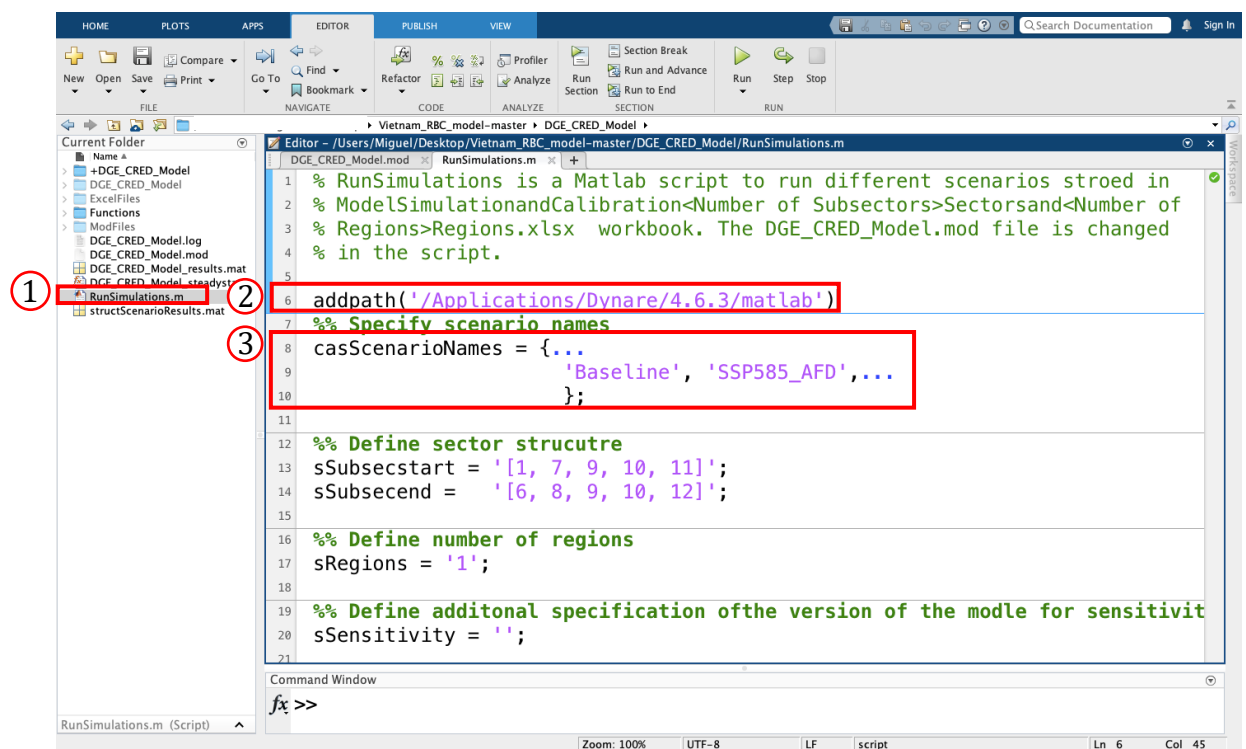 HOME PLOTS APPS EDITOR PUBLISH VIEW Search Documentation Sign In
New Open Save Compare Print Go To Find Bookmark Refactor Profiler Analyze Run Section Section Break Run and Advance Run to End Run Step Stop
FILE NAVIGATE CODE ANALYZE SECTION RUN
Vietnam_RBC_model-master DGE_CRED_Model
Current Folder
Name
+DGE_CRED_Model
DGE_CRED_Model
ExcelFiles
Functions
ModFiles
DGE_CRED_Model.log
DGE_CRED_Model.mod
DGE_CRED_Model_results.mat
DGE_CRED_Model_steadyst
RunSimulations.m
structScenarioResults.mat
1
2
3
RunSimulations.m (Script)
Editor - /Users/Miguel/Desktop/Vietnam_RBC_model-master/DGE_CRED_Model/RunSimulations.m
DGE_CRED_Model.mod RunSimulations.m +
1 % RunSimulations is a Matlab script to run different scenarios stroed in
2 % ModelSimulationandCalibration<Number of Subsectors>Sectorsand<Number of
3 % Regions>Regions.xlsx workbook. The DGE_CRED_Model.mod file is changed
4 % in the script.
5
6 addpath('/Applications/Dynare/4.6.3/matlab')
7 %% Specify scenario names
8 casScenarioNames = {...
9 'Baseline', 'SSP585_AFD',...
10 };
11
12 %% Define sector strucutre
13 sSubsecstart = '[1, 7, 9, 10, 11]';
14 sSubsecend = '[6, 8, 9, 10, 12]';
15
16 %% Define number of regions
17 sRegions = '1';
18
19 %% Define additonal specification ofthe version of the modle for sensitivit
20 sSensitivity = '';
21
Workspace
Command Window
fx >>
Zoom: 100% UTF-8 LF script Ln 6 Col 45